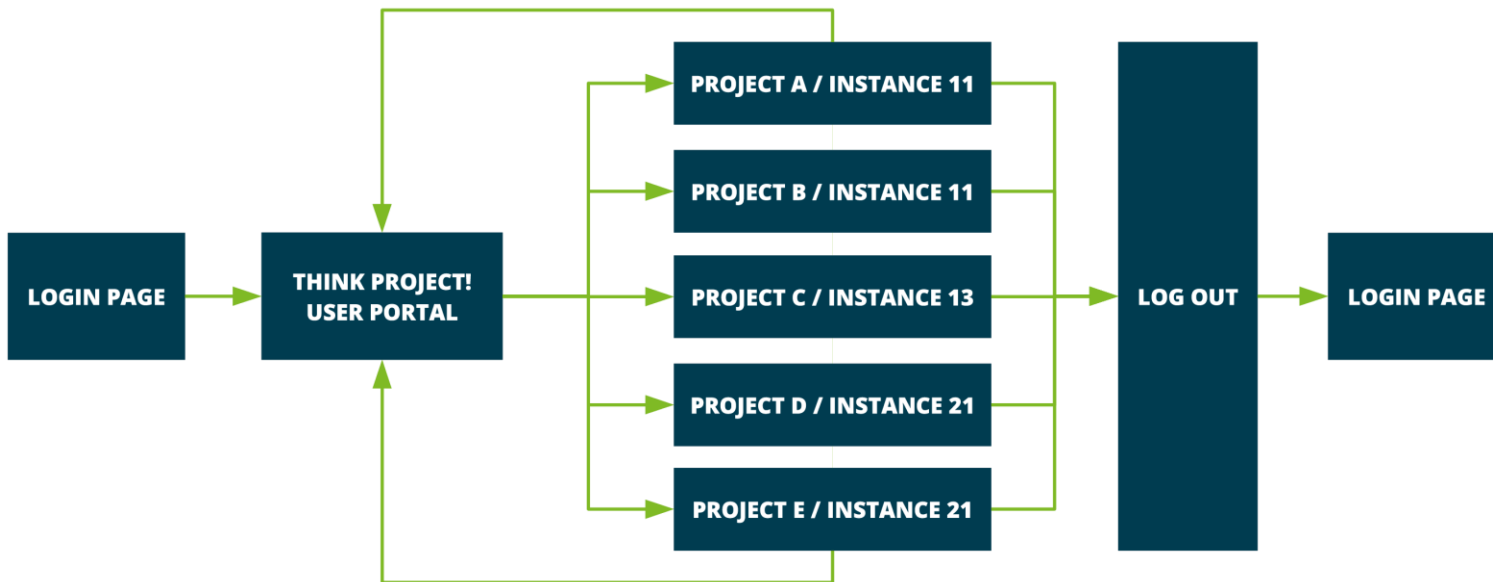 LOGIN PAGE
THINK PROJECT!
USER PORTAL
PROJECT A / INSTANCE 11
PROJECT B / INSTANCE 11
PROJECT C / INSTANCE 13
PROJECT D / INSTANCE 21
PROJECT E / INSTANCE 21
LOG OUT
LOGIN PAGE